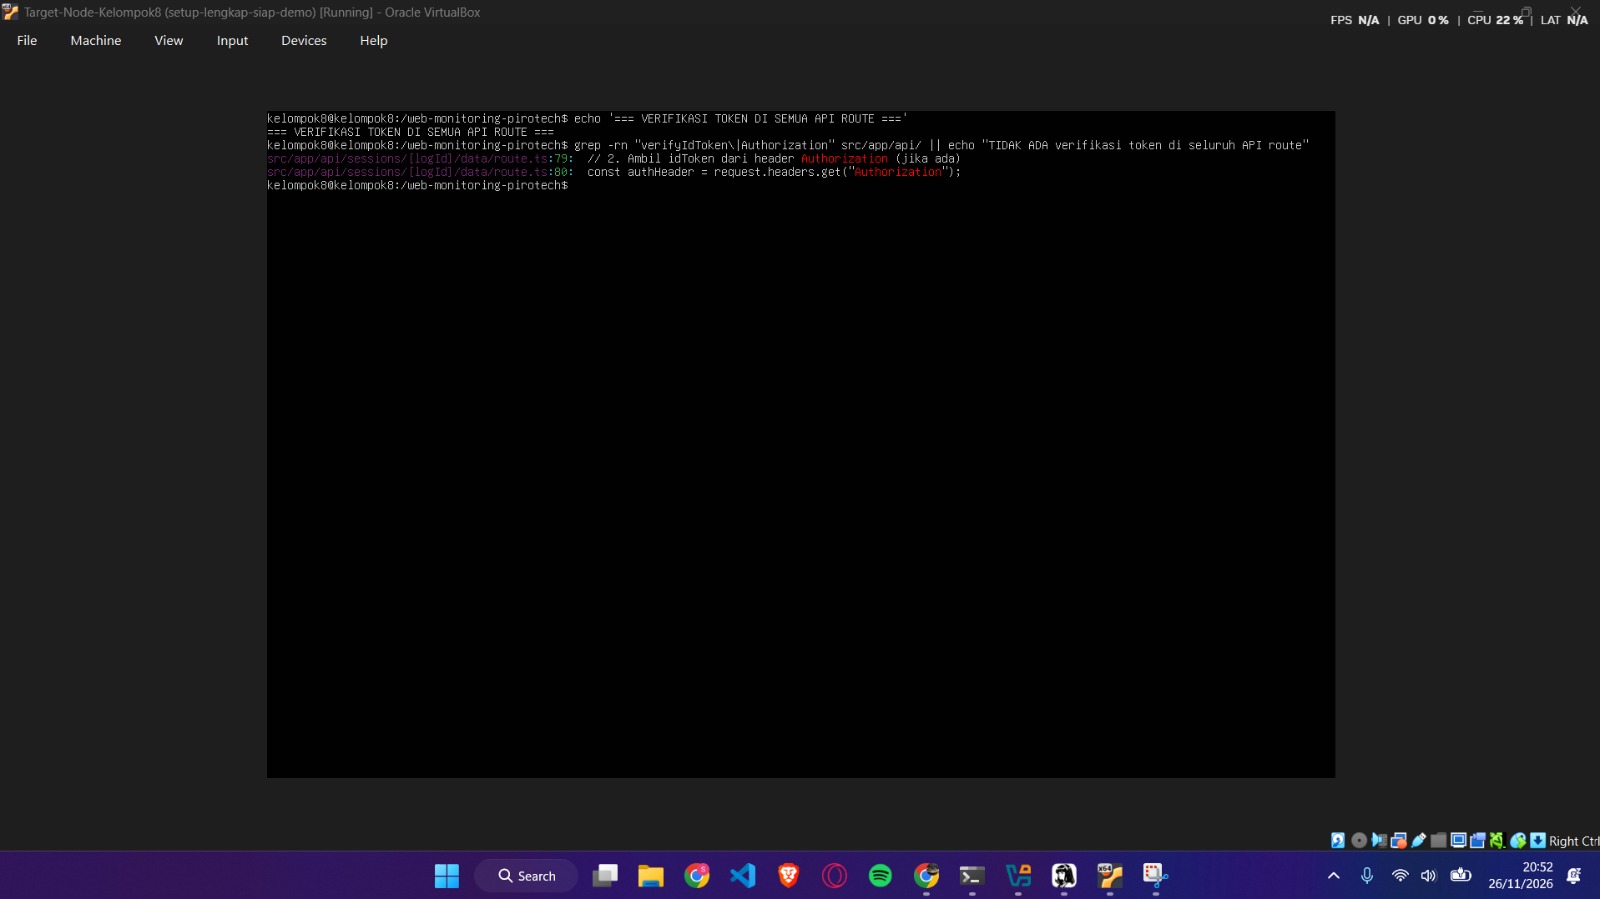 Target-Node-Kelompok8 (setup-lengkap-siap-demo) [Running] - Oracle VirtualBox
FPS N/A | GPU 0% | CPU 22% | LAT N/A
File Machine View Input Devices Help
kelompok8@kelompok8:/web-monitoring-pirotech$ echo '=== VERIFIKASI TOKEN DI SEMUA API ROUTE ==='
=== VERIFIKASI TOKEN DI SEMUA API ROUTE ===
kelompok8@kelompok8:/web-monitoring-pirotech$ grep -rn "verifyIdToken\|Authorization" src/app/api/ || echo "TIDAK ADA verifikasi token di seluruh API route"
src/app/api/sessions/[logId]/data/route.ts:79:  // 2. Ambil idToken dari header Authorization (jika ada)
src/app/api/sessions/[logId]/data/route.ts:80:  const authHeader = request.headers.get("Authorization");
kelompok8@kelompok8:/web-monitoring-pirotech$
Right Ctrl
Search
20:52
26/11/2026